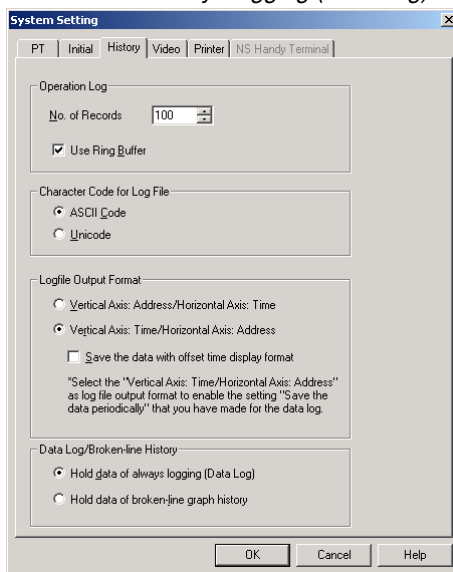 System Setting
PT Initial History Video Printer NS Handy Terminal
Operation Log
No. of Records 100
Use Ring Buffer
Character Code for Log File
ASCII Code
Unicode
Logfile Output Format
Vertical Axis: Address/Horizontal Axis: Time
Vertical Axis: Time/Horizontal Axis: Address
Save the data with offset time display format
*Select the "Vertical Axis: Time/Horizontal Axis: Address"
as log file output format to enable the setting "Save the
data periodically" that you have made for the data log.
Data Log/Broken-line History
Hold data of always logging (Data Log)
Hold data of broken-line graph history
OK Cancel Help